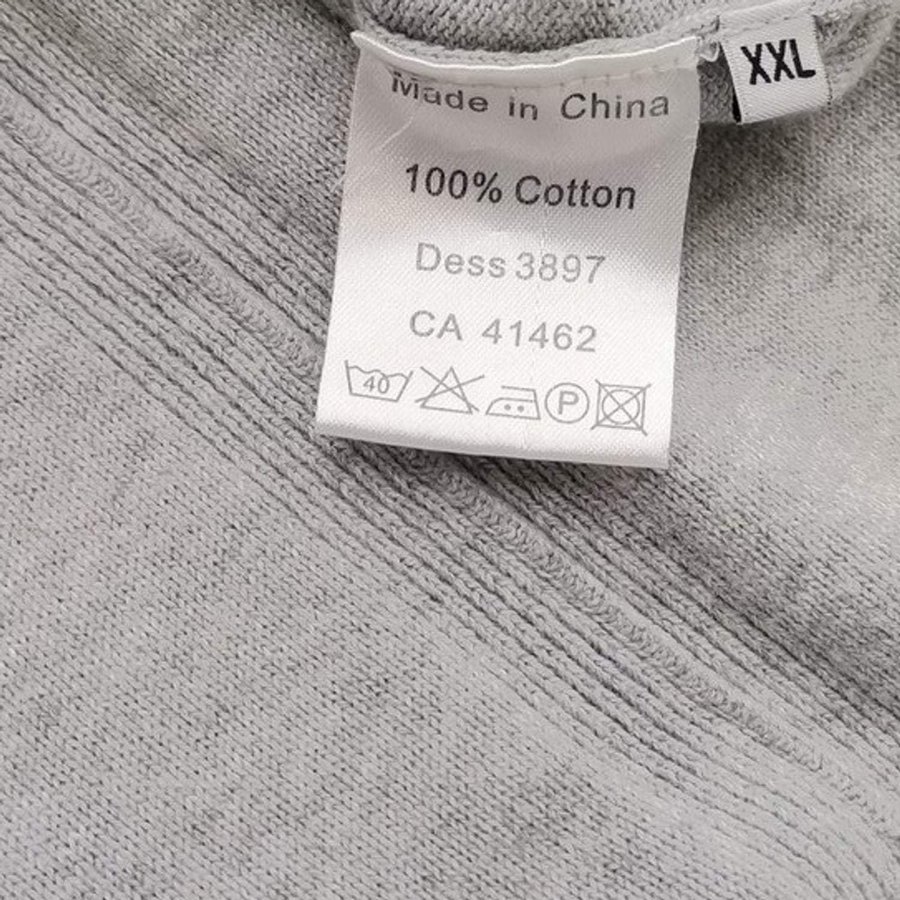 XXL
Made in China
100% Cotton
Dess 3897
CA 41462
40 P